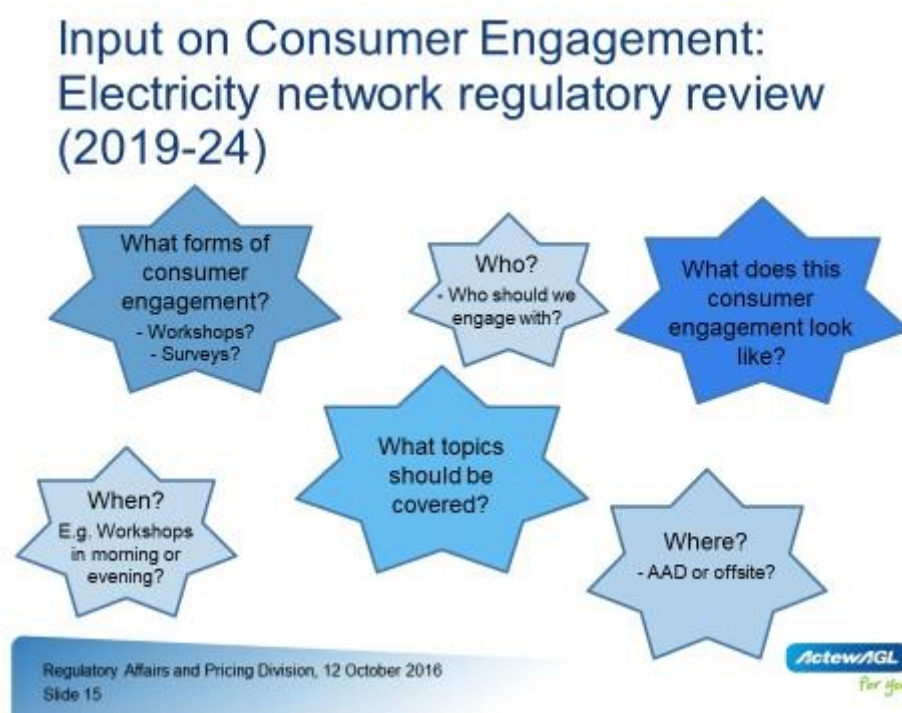 Input on Consumer Engagement:
Electricity network regulatory review
(2019-24)
What forms of
consumer
engagement?
- Workshops?
- Surveys?
Who?
- Who should we
engage with?
What does this
consumer
engagement look
like?
What topics
should be
covered?
When?
E.g. Workshops
in morning or
evening?
Where?
- AAD or offsite?
Regulatory Affairs and Pricing Division, 12 October 2016
Slide 15
ActewAGL
for